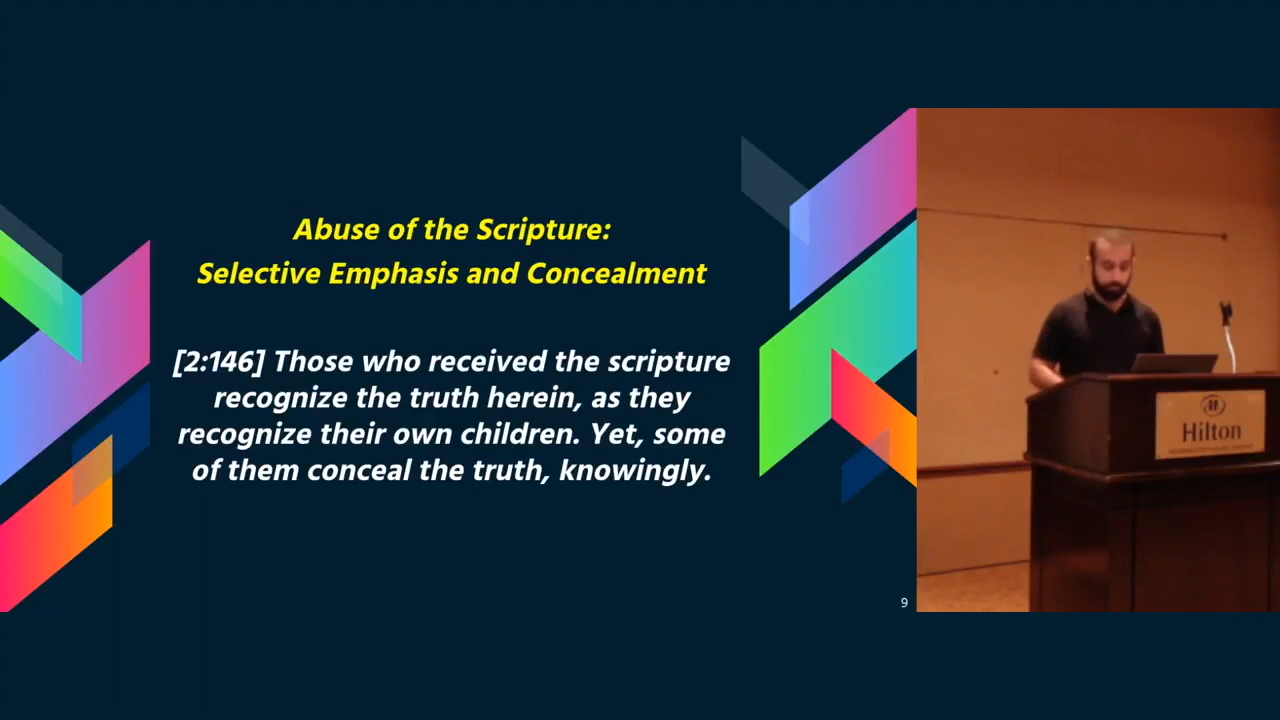 Abuse of the Scripture:
Selective Emphasis and Concealment
[2:146] Those who received the scripture
recognize the truth herein, as they
recognize their own children. Yet, some
of them conceal the truth, knowingly.
9
Hilton